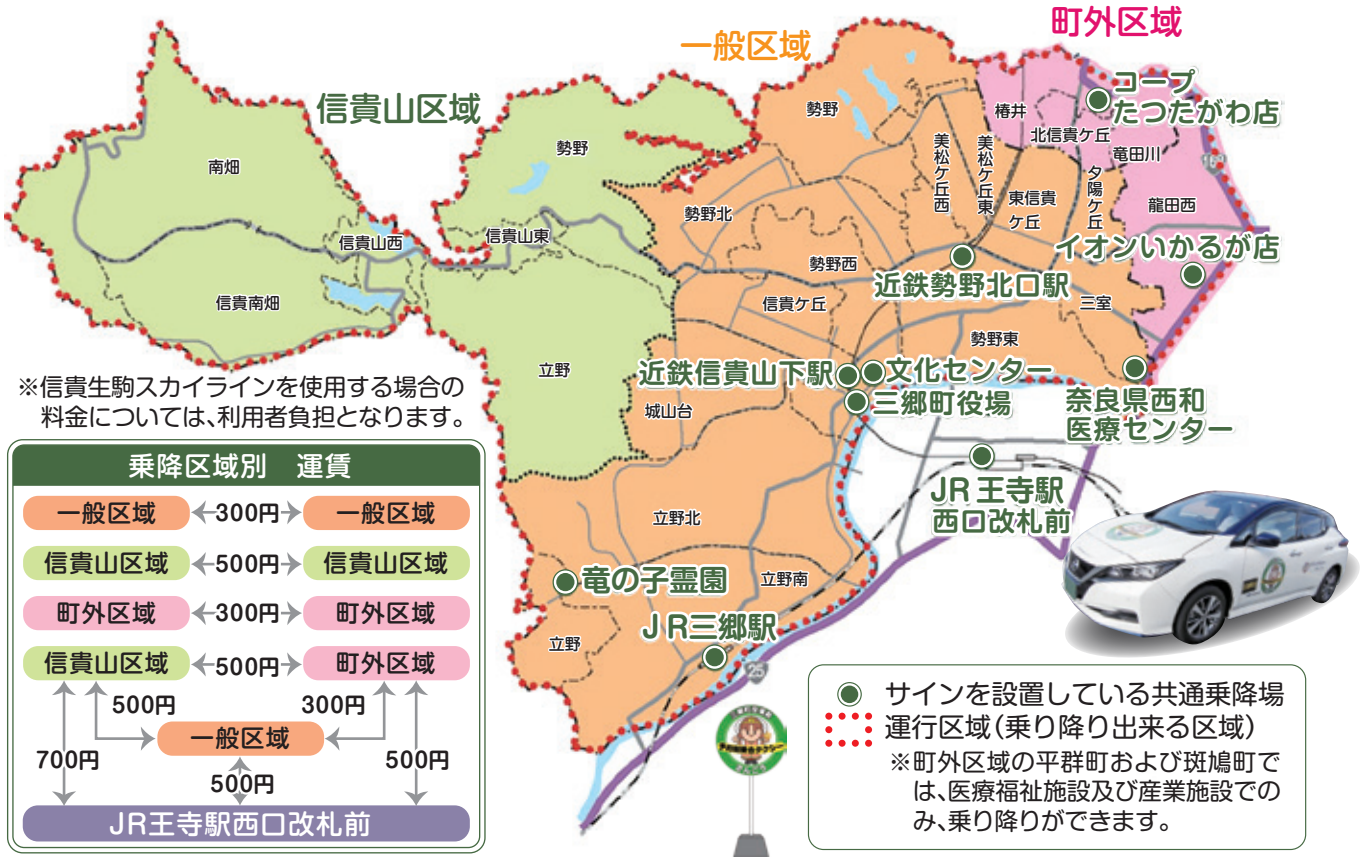 町外区域
一般区域
信貴山区域
コープ
たつたがわ店
勢野
椿井
北信貴ケ丘
竜田川
美松ケ丘西
美松ケ丘東
夕陽ケ丘
東信貴
ケ丘
龍田西
勢野
南畑
勢野北
信貴山東
信貴山西
イオンいかるが店
勢野西
近鉄勢野北口駅
信貴南畑
信貴ケ丘
三室
勢野東
立野
近鉄信貴山下駅
文化センター
三郷町役場
城山台
奈良県西和
医療センター
※信貴生駒スカイラインを使用する場合の
料金については、利用者負担となります。
JR王寺駅
西口改札前
立野北
竜の子霊園
立野南
JR三郷駅
立野
25
乗降区域別 運賃
一般区域 300円 一般区域
信貴山区域 500円 信貴山区域
町外区域 300円 町外区域
信貴山区域 500円 町外区域
500円 300円
一般区域
700円 500円 500円
JR王寺駅西口改札前
サインを設置している共通乗降場
運行区域(乗り降り出来る区域)
※町外区域の平群町および斑鳩町で
は、医療福祉施設及び産業施設での
み、乗り降りができます。